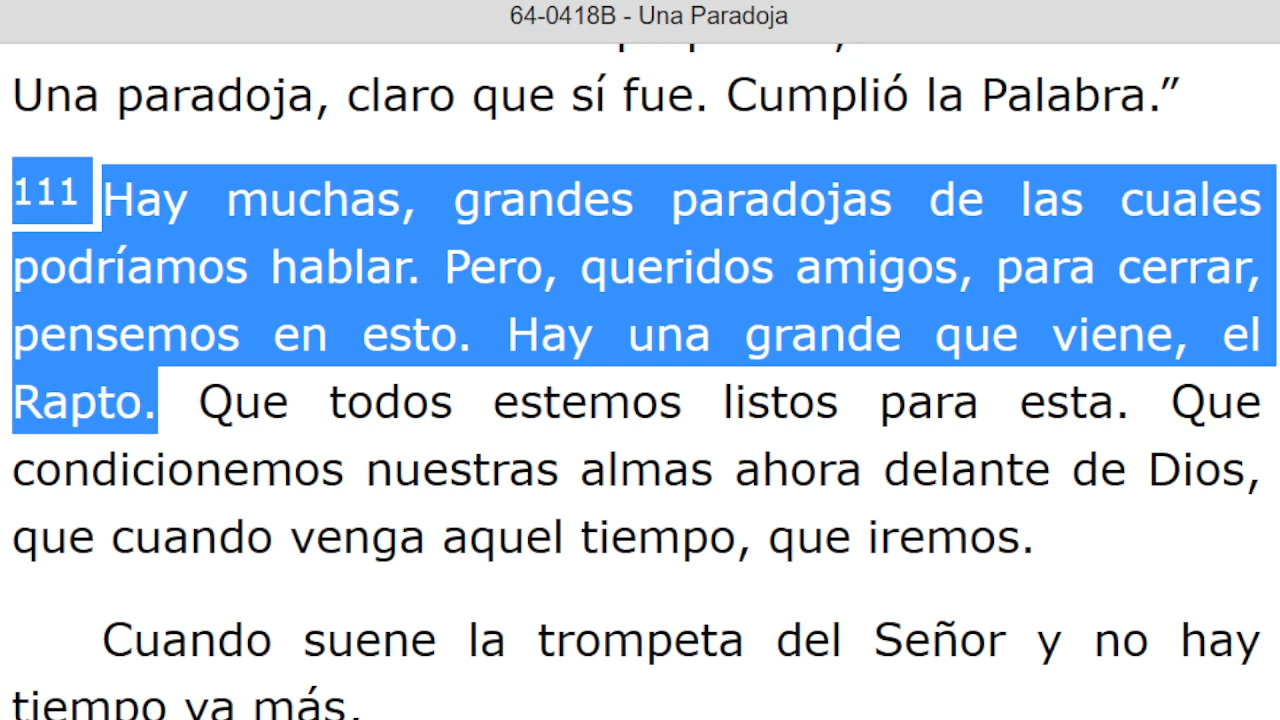 64-0418B - Una Paradoja
Una paradoja, claro que sí fue. Cumplió la Palabra.”
111 Hay muchas, grandes paradojas de las cuales
podríamos hablar. Pero, queridos amigos, para cerrar,
pensemos en esto. Hay una grande que viene, el
Rapto. Que todos estemos listos para esta. Que
condicionemos nuestras almas ahora delante de Dios,
que cuando venga aquel tiempo, que iremos.
Cuando suene la trompeta del Señor y no hay
tiempo ya más,